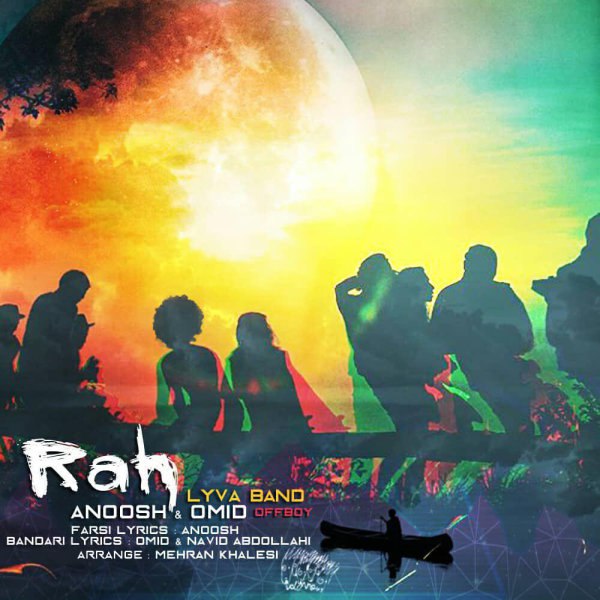 Rah
LYVA BAND
ANOOSH & OMID OFFBOY
FARSI LYRICS : ANOOSH
BANDARI LYRICS : OMID & NAVID ABDOLLAHI
ARRANGE : MEHRAN KHALESI